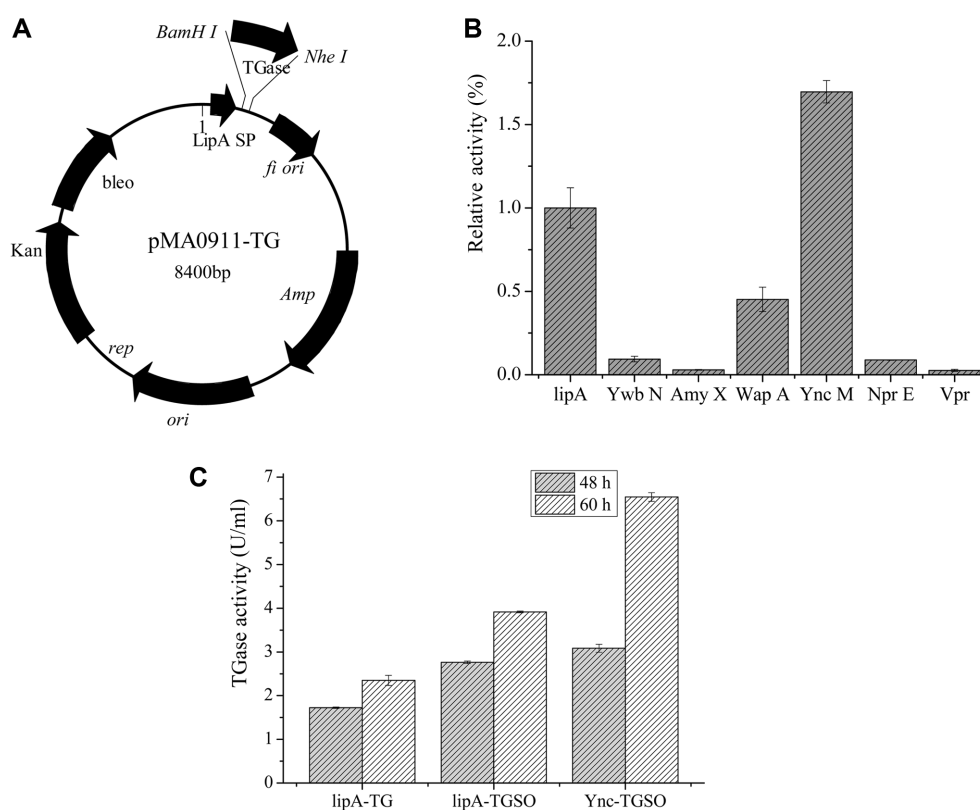 A
BamH I
Nhe I
TGase
1
LipA SP
fi ori
bleo
pMA0911-TG
8400bp
Kan
Amp
rep
ori
B
Relative activity (%)
2.0
1.5
1.0
0.5
0.0
lipA Ywb N Amy X Wap A Ync M Npr E Vpr
C
TGase activity (U/ml)
7
6
5
4
3
2
1
0
48 h
60 h
lipA-TG lipA-TGSO Ync-TGSO